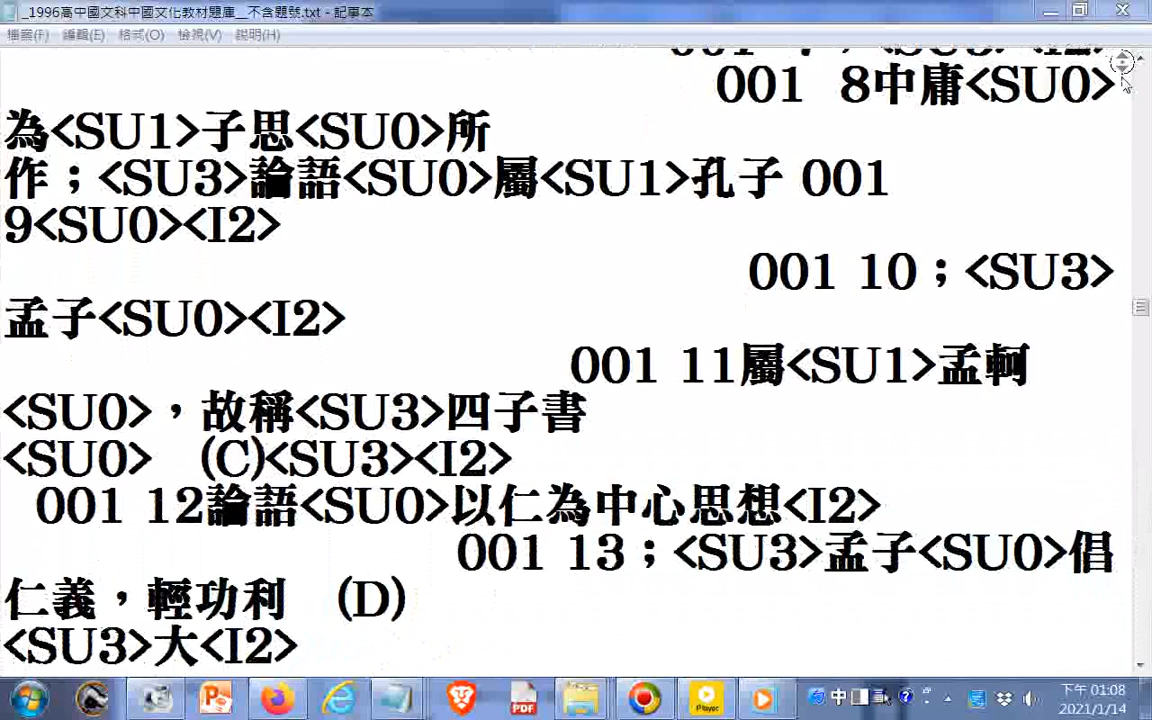 _1996高中國文科中國文化教材題庫__不含題號.txt - 記事本
檔案(F) 編輯(E) 格式(O) 檢視(V) 說明(H)
001 8中庸<SU0>
為<SU1>子思<SU0>所
作；<SU3>論語<SU0>屬<SU1>孔子 001
9<SU0><I2>
001 10；<SU3>
孟子<SU0><I2>
001 11屬<SU1>孟軻
<SU0>，故稱<SU3>四子書
<SU0> (C)<SU3><I2>
001 12論語<SU0>以仁為中心思想<I2>
001 13；<SU3>孟子<SU0>倡
仁義，輕功利 (D)
<SU3>大<I2>
PDF
Player
中
下午 01:08
2021/1/14